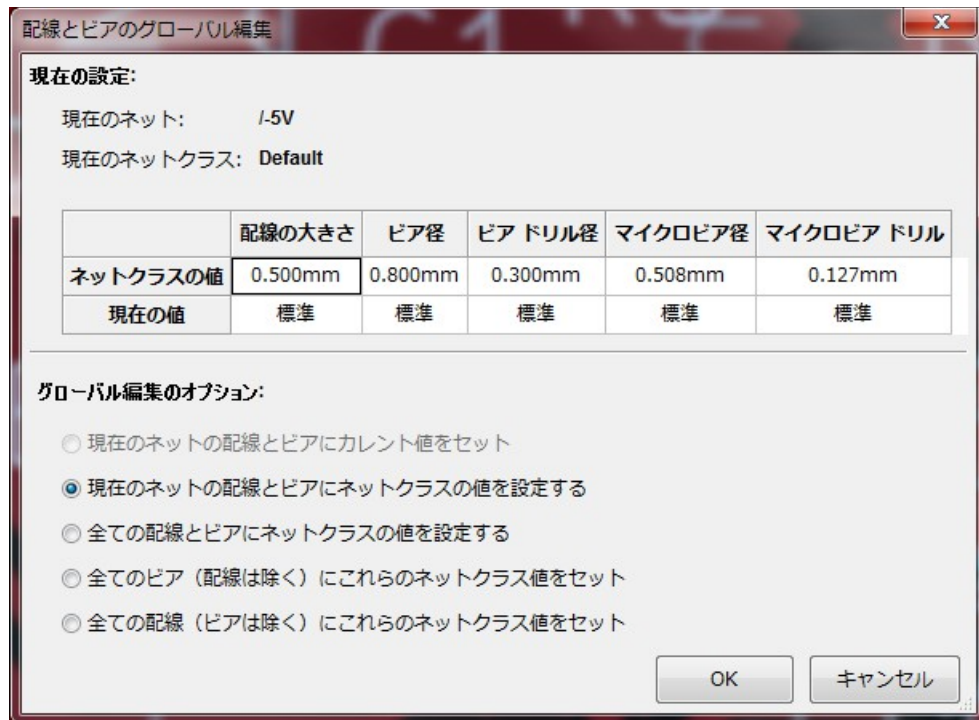 配線とビアのグローバル編集
現在の設定:
現在のネット: /-5V
現在のネットクラス: Default
配線の大きさ ビア径 ビア ドリル径 マイクロビア径 マイクロビア ドリル
ネットクラスの値 0.500mm 0.800mm 0.300mm 0.508mm 0.127mm
現在の値 標準 標準 標準 標準 標準
グローバル編集のオプション:
現在のネットの配線とビアにカレント値をセット
現在のネットの配線とビアにネットクラスの値を設定する
全ての配線とビアにネットクラスの値を設定する
全てのビア（配線は除く）にこれらのネットクラス値をセット
全ての配線（ビアは除く）にこれらのネットクラス値をセット
OK キャンセル